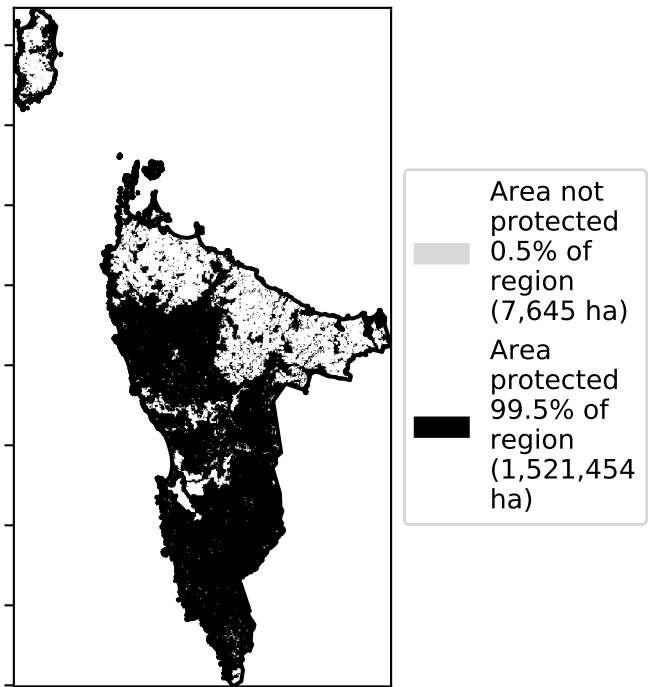 Area not
protected
0.5% of
region
(7,645 ha)
Area
protected
99.5% of
region
(1,521,454
ha)